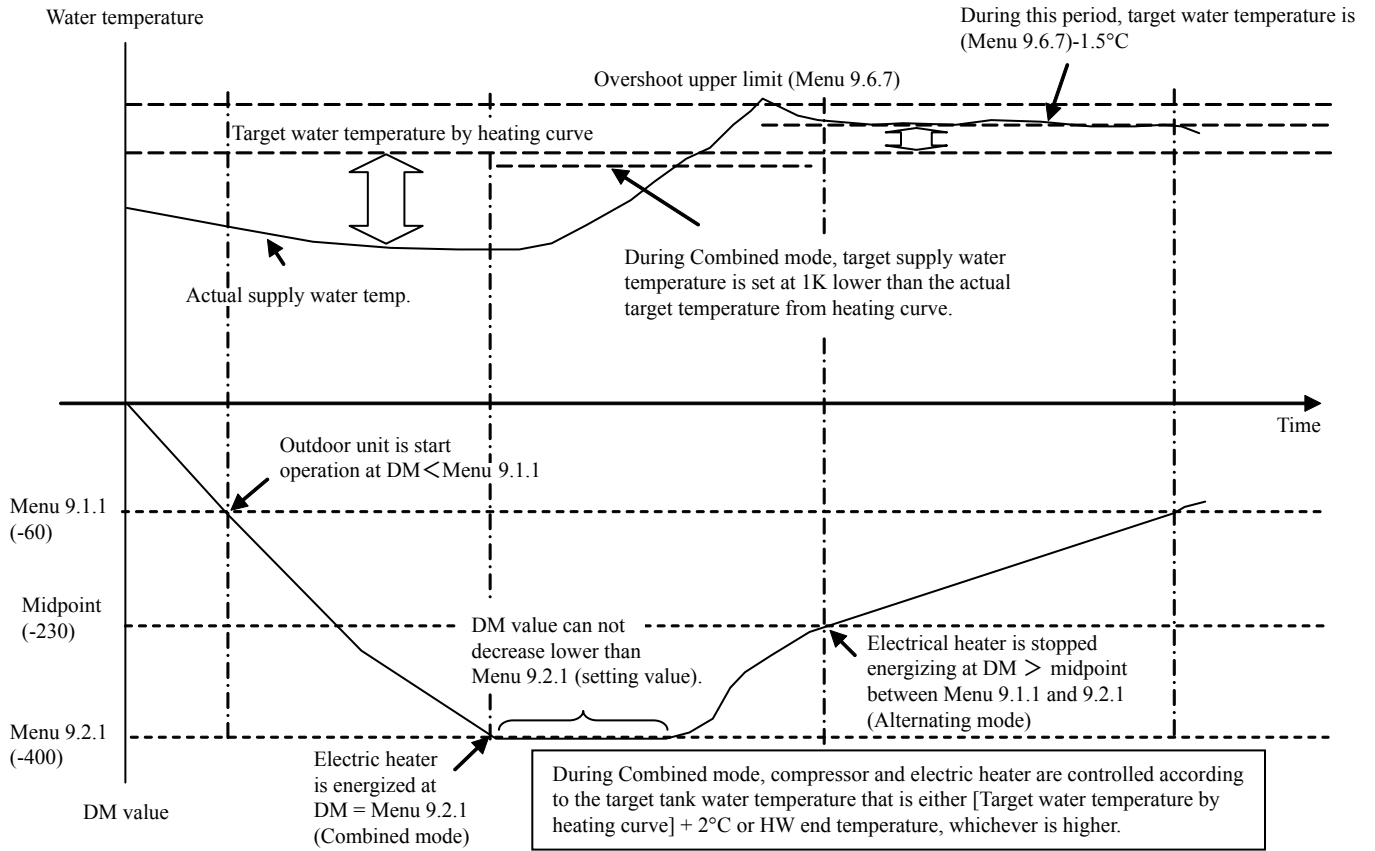 Water temperature
During this period, target water temperature is
(Menu 9.6.7)-1.5°C
Overshoot upper limit (Menu 9.6.7)
Target water temperature by heating curve
During Combined mode, target supply water
temperature is set at 1K lower than the actual
target temperature from heating curve.
Actual supply water temp.
Time
Outdoor unit is start
operation at DM＜Menu 9.1.1
Menu 9.1.1
(-60)
Midpoint
(-230)
DM value can not
decrease lower than
Menu 9.2.1 (setting value).
Electrical heater is stopped
energizing at DM ＞ midpoint
between Menu 9.1.1 and 9.2.1
(Alternating mode)
Menu 9.2.1
(-400)
Electric heater
is energized at
DM = Menu 9.2.1
(Combined mode)
DM value
During Combined mode, compressor and electric heater are controlled according
to the target tank water temperature that is either [Target water temperature by
heating curve] + 2°C or HW end temperature, whichever is higher.